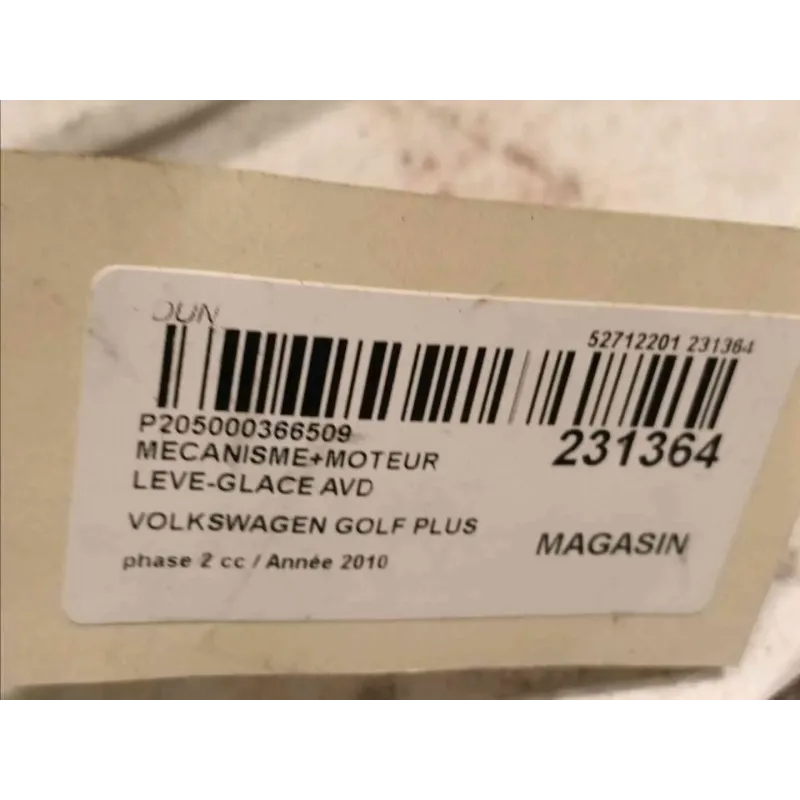 52712201 231364
P205000366509
231364
MECANISME+MOTEUR
LEVE-GLACE AVD
VOLKSWAGEN GOLF PLUS
MAGASIN
phase 2 cc / Année 2010